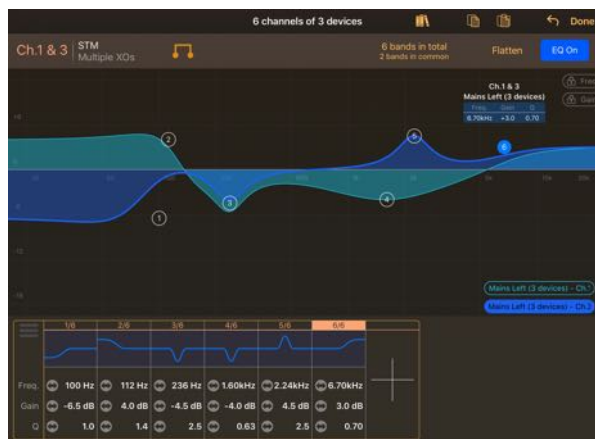 6 channels of 3 devices
Done
Ch.1 & 3
STM
Multiple XOs
6 bands in total
2 bands in common
Flatten
EQ On
Ch.1 & 3
Mains Left (3 devices)
Freq. Gain Q
6.70kHz +3.0 0.70
Freq
Gain
2
5
6
3
4
1
Mains Left (3 devices) - Ch.1
Mains Left (3 devices) - Ch.3
1/6 2/6 3/6 4/6 5/6 6/6
Freq. 100 Hz 112 Hz 236 Hz 1.60kHz 2.24kHz 6.70kHz
Gain -6.5 dB 4.0 dB -4.5 dB -4.0 dB 4.5 dB 3.0 dB
Q 1.0 1.4 2.5 0.63 2.5 0.70